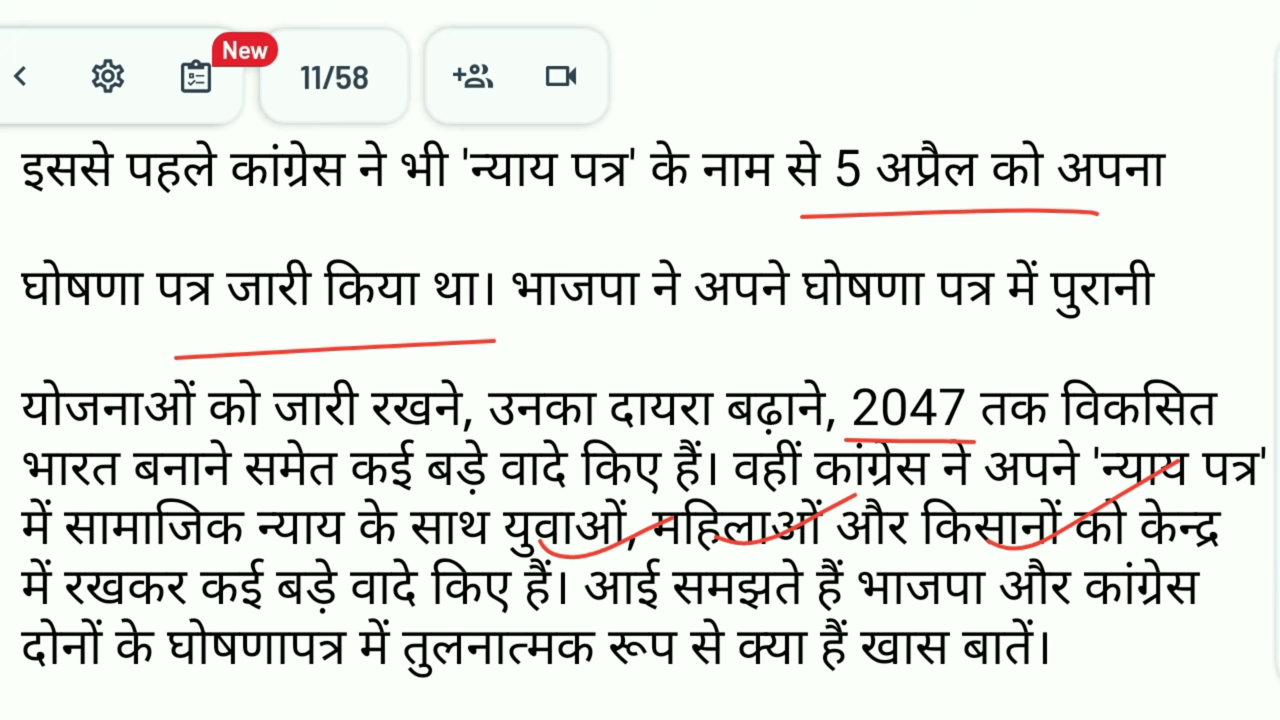 New
11/58
इससे पहले कांग्रेस ने भी 'न्याय पत्र' के नाम से 5 अप्रैल को अपना
घोषणा पत्र जारी किया था। भाजपा ने अपने घोषणा पत्र में पुरानी
योजनाओं को जारी रखने, उनका दायरा बढ़ाने, 2047 तक विकसित
भारत बनाने समेत कई बड़े वादे किए हैं। वहीं कांग्रेस ने अपने 'न्याय पत्र'
में सामाजिक न्याय के साथ युवाओं, महिलाओं और किसानों को केन्द्र
में रखकर कई बड़े वादे किए हैं। आई समझते हैं भाजपा और कांग्रेस
दोनों के घोषणापत्र में तुलनात्मक रूप से क्या हैं खास बातें।